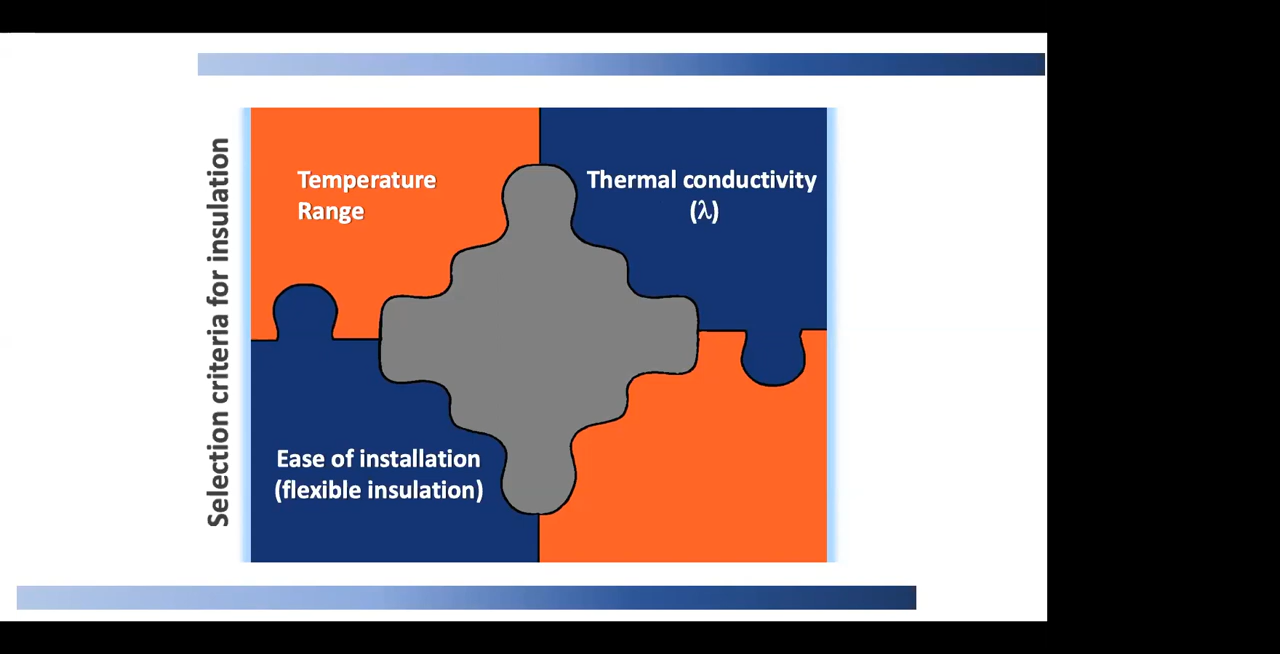 Selection criteria for insulation
Temperature
Range
Thermal conductivity
(λ)
Ease of installation
(flexible insulation)